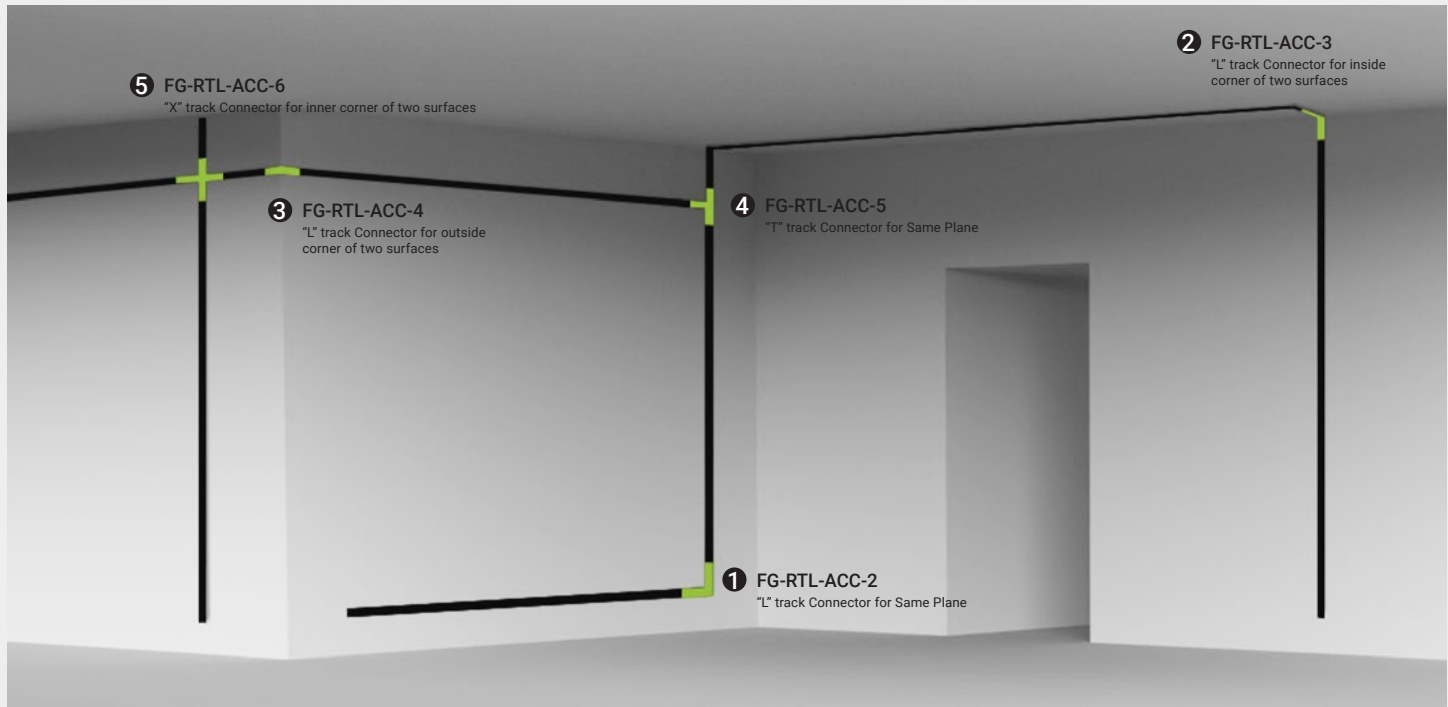 5 FG-RTL-ACC-6
“X” track Connector for inner corner of two surfaces
2 FG-RTL-ACC-3
“L” track Connector for inside
corner of two surfaces
3 FG-RTL-ACC-4
“L” track Connector for outside
corner of two surfaces
4 FG-RTL-ACC-5
“T” track Connector for Same Plane
1 FG-RTL-ACC-2
“L” track Connector for Same Plane